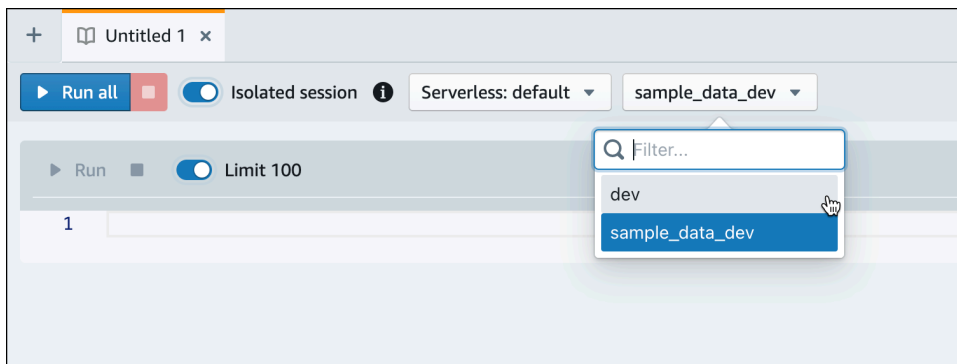 + Untitled 1 ×
Run all Isolated session i Serverless: default sample_data_dev
Filter...
Run Limit 100
dev
1
sample_data_dev